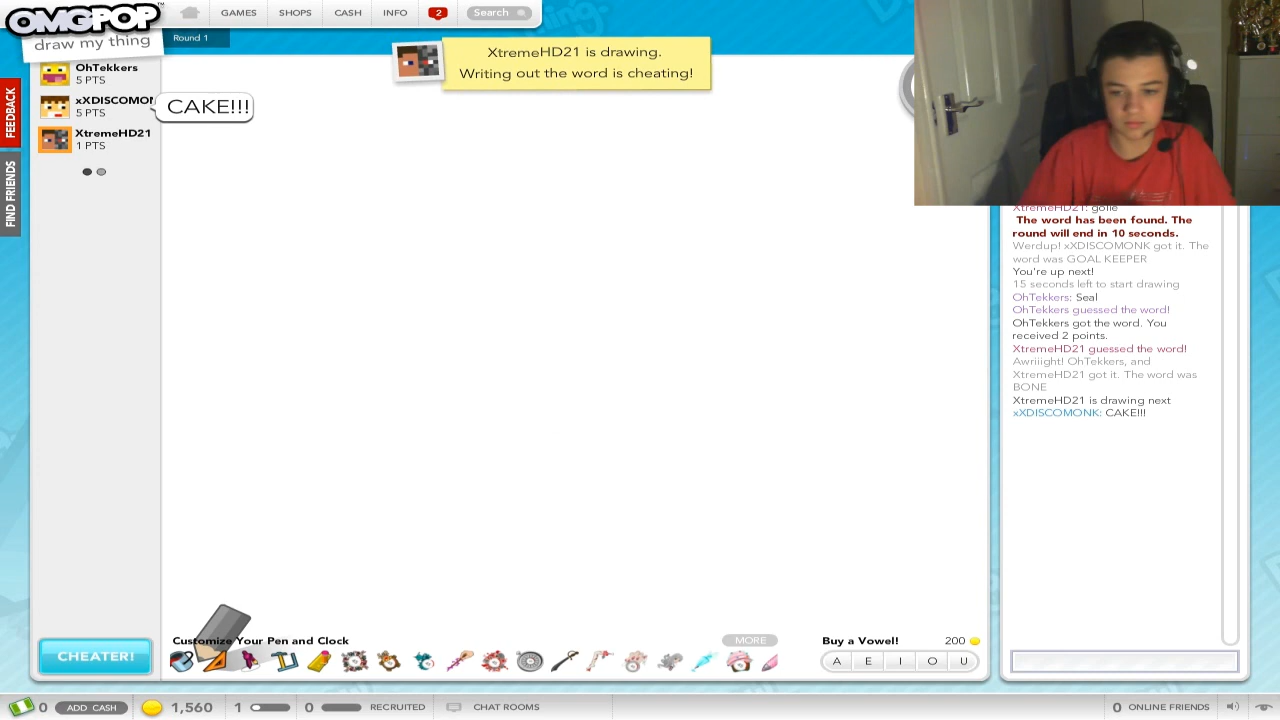 OMGPOP™
draw my thing
GAMES
SHOPS
CASH
INFO
2
Search
Round 1
XtremeHD21 is drawing.
Writing out the word is cheating!
FEEDBACK
FIND FRIENDS
OhTekkers
5 PTS
xXDISCOMON
5 PTS
CAKE!!!
XtremeHD21
1 PTS
XtremeHD21: golie
The word has been found. The
round will end in 10 seconds.
Werdup! xXDISCOMONK got it. The
word was GOAL KEEPER
You're up next!
15 seconds left to start drawing
OhTekkers: Seal
OhTekkers guessed the word!
OhTekkers got the word. You
received 2 points.
XtremeHD21 guessed the word!
Awriiight! OhTekkers, and
XtremeHD21 got it. The word was
BONE
XtremeHD21 is drawing next
xXDISCOMONK: CAKE!!!
Customize Your Pen and Clock
MORE
Buy a Vowel!
200
A E I O U
CHEATER!
0
ADD CASH
1,560
1
0
RECRUITED
CHAT ROOMS
0 ONLINE FRIENDS